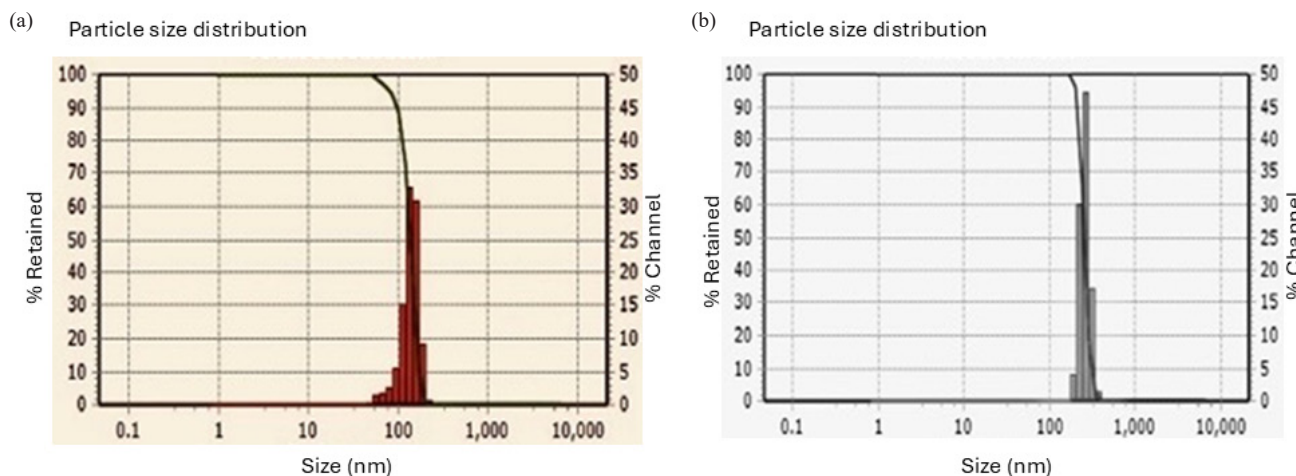 (a)
Particle size distribution
100 90 80 70 60 50 40 30 20 10 0
% Retained
50 45 40 35 30 25 20 15 10 5 0
% Channel
0.1 1 10 100 1,000 10,000
Size (nm)
(b)
Particle size distribution
100 90 80 70 60 50 40 30 20 10 0
% Retained
50 45 40 35 30 25 20 15 10 5 0
% Channel
0.1 1 10 100 1,000 10,000
Size (nm)